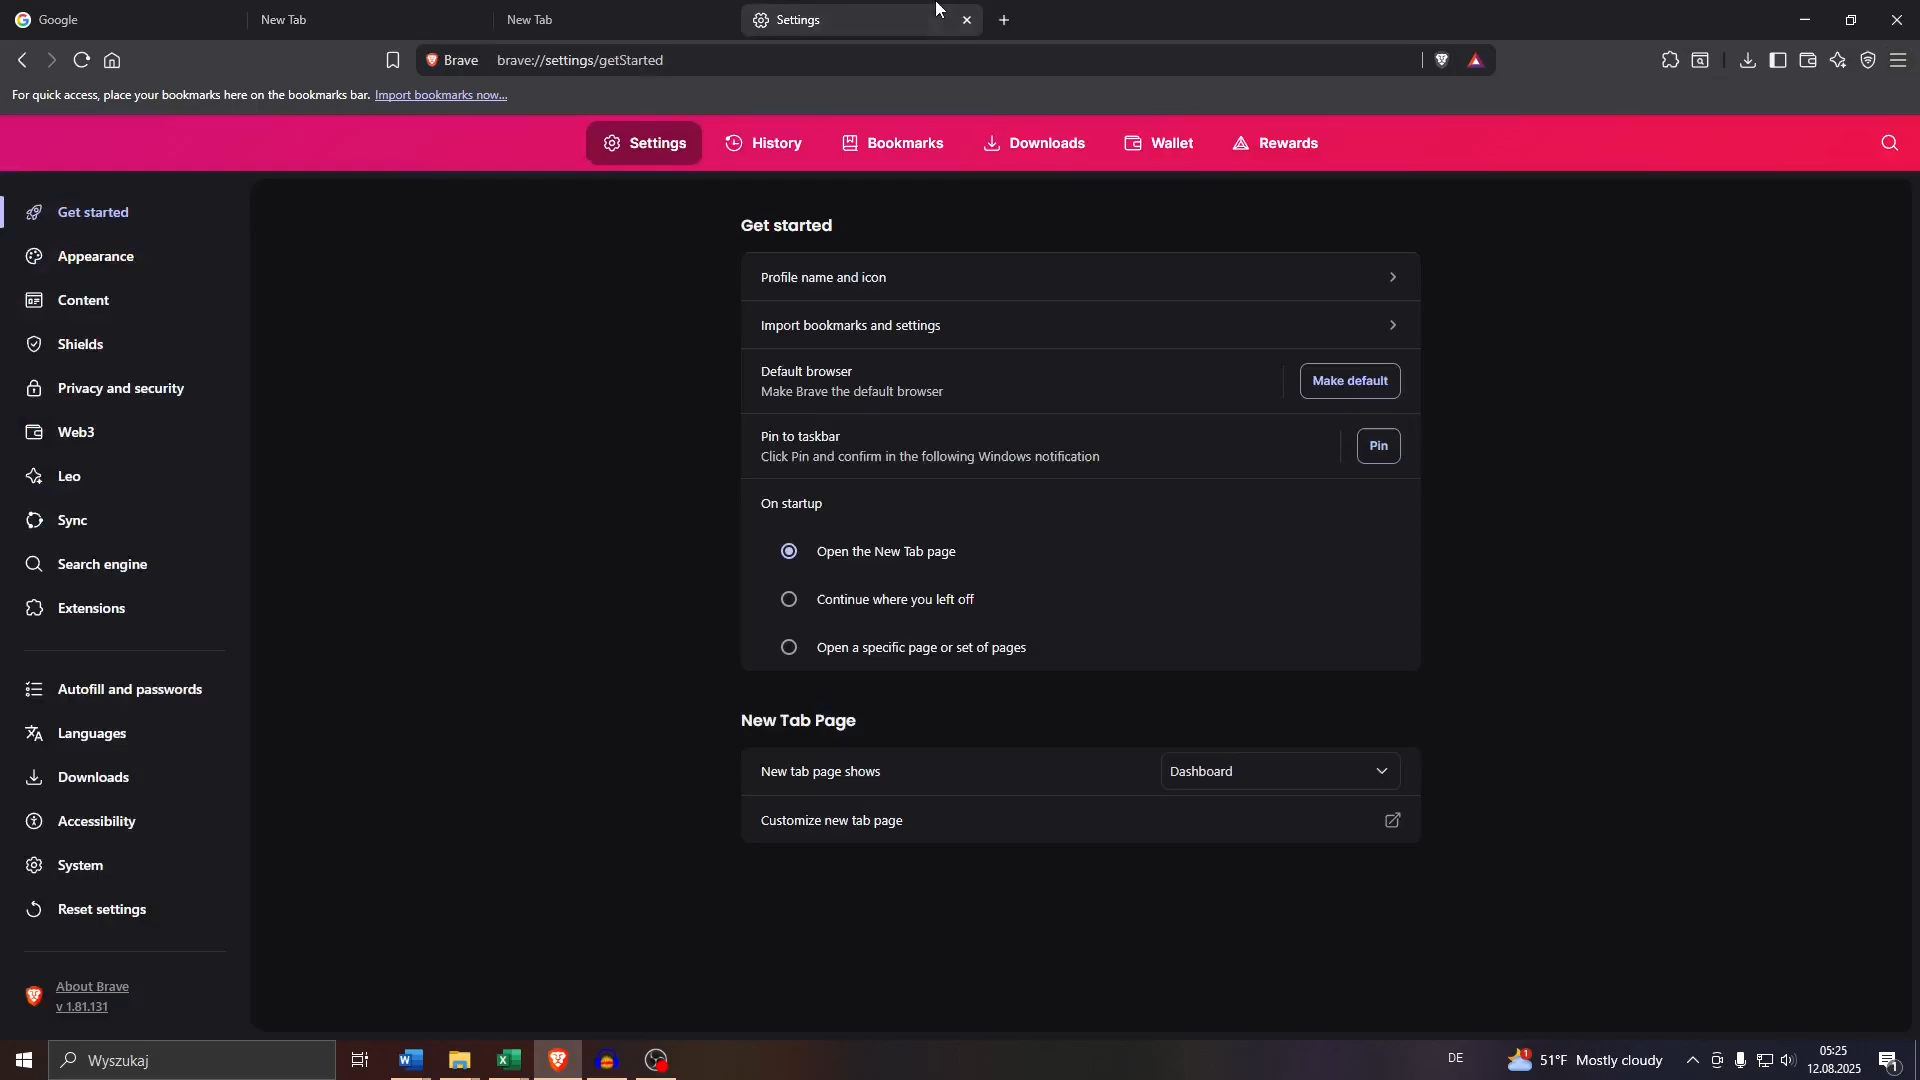 Google
New Tab
New Tab
Settings
Brave
brave://settings/getStarted
For quick access, place your bookmarks here on the bookmarks bar. Import bookmarks now...
Settings
History
Bookmarks
Downloads
Wallet
Rewards
Get started
Appearance
Content
Shields
Privacy and security
Web3
Leo
Sync
Search engine
Extensions
Autofill and passwords
Languages
Downloads
Accessibility
System
Reset settings
About Brave
v 1.81.131
Get started
Profile name and icon
Import bookmarks and settings
Default browser
Make Brave the default browser
Make default
Pin to taskbar
Click Pin and confirm in the following Windows notification
Pin
On startup
Open the New Tab page
Continue where you left off
Open a specific page or set of pages
New Tab Page
New tab page shows
Dashboard
Customize new tab page
Wyszukaj
DE
1
51°F Mostly cloudy
05:25
12.08.2025
1